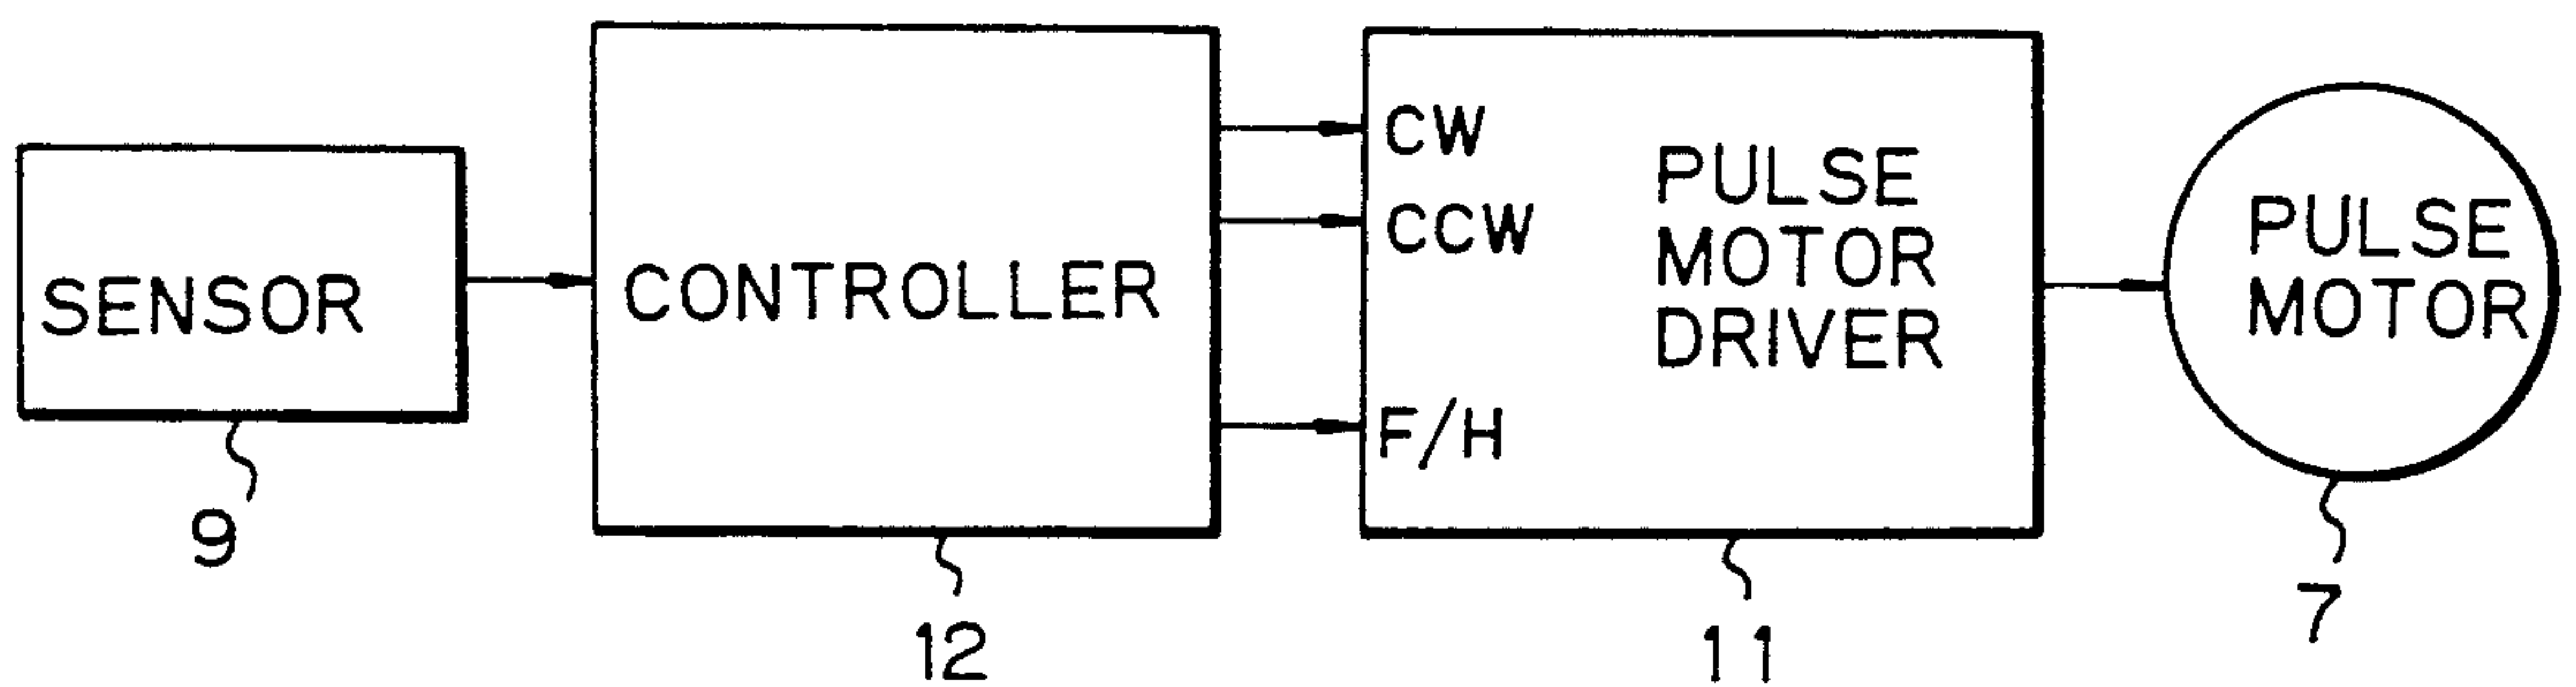 SENSOR
9
CONTROLLER
12
CW
CCW
F/H
PULSE
MOTOR
DRIVER
11
PULSE
MOTOR
7